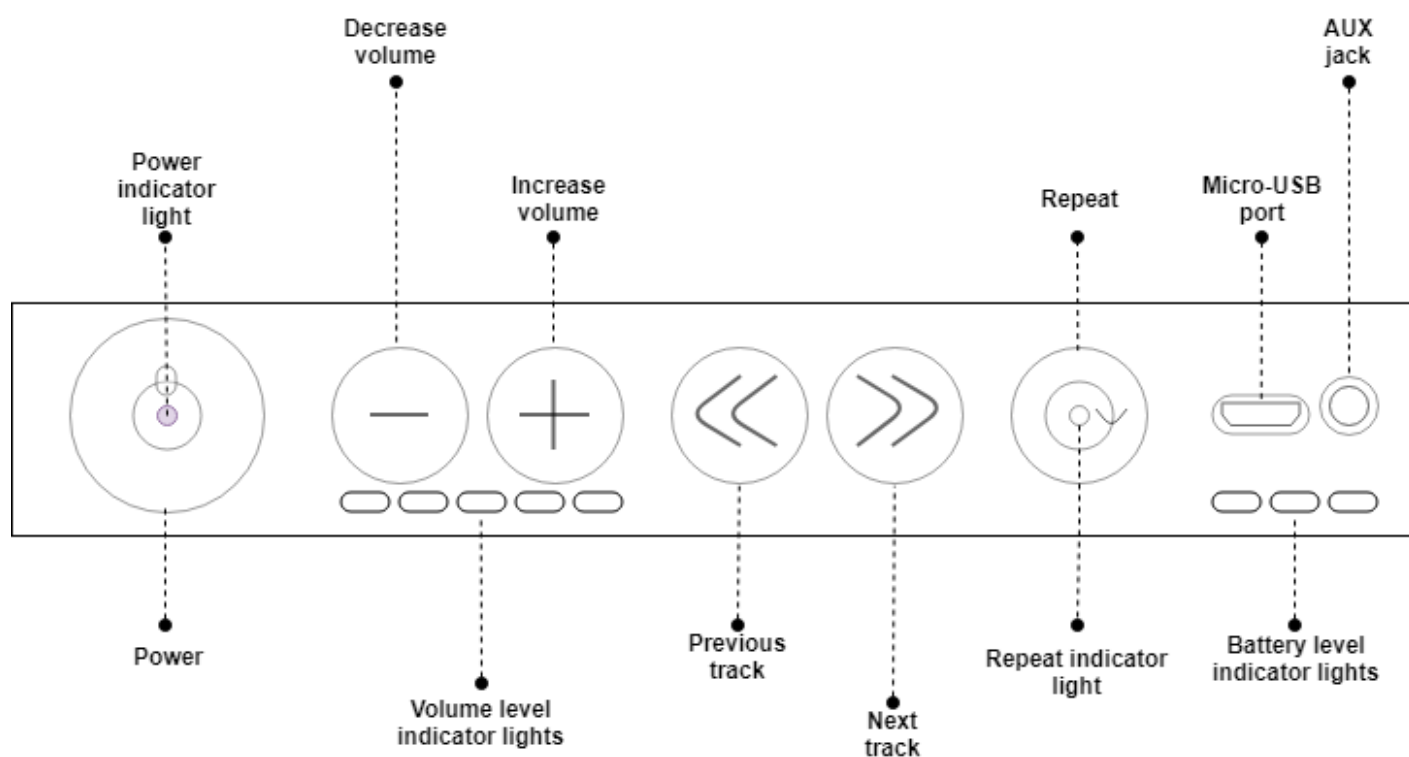 Decrease
volume
AUX
jack
Power
indicator
light
Increase
volume
Repeat
Micro-USB
port
Power
Volume level
indicator lights
Previous
track
Next
track
Repeat indicator
light
Battery level
indicator lights